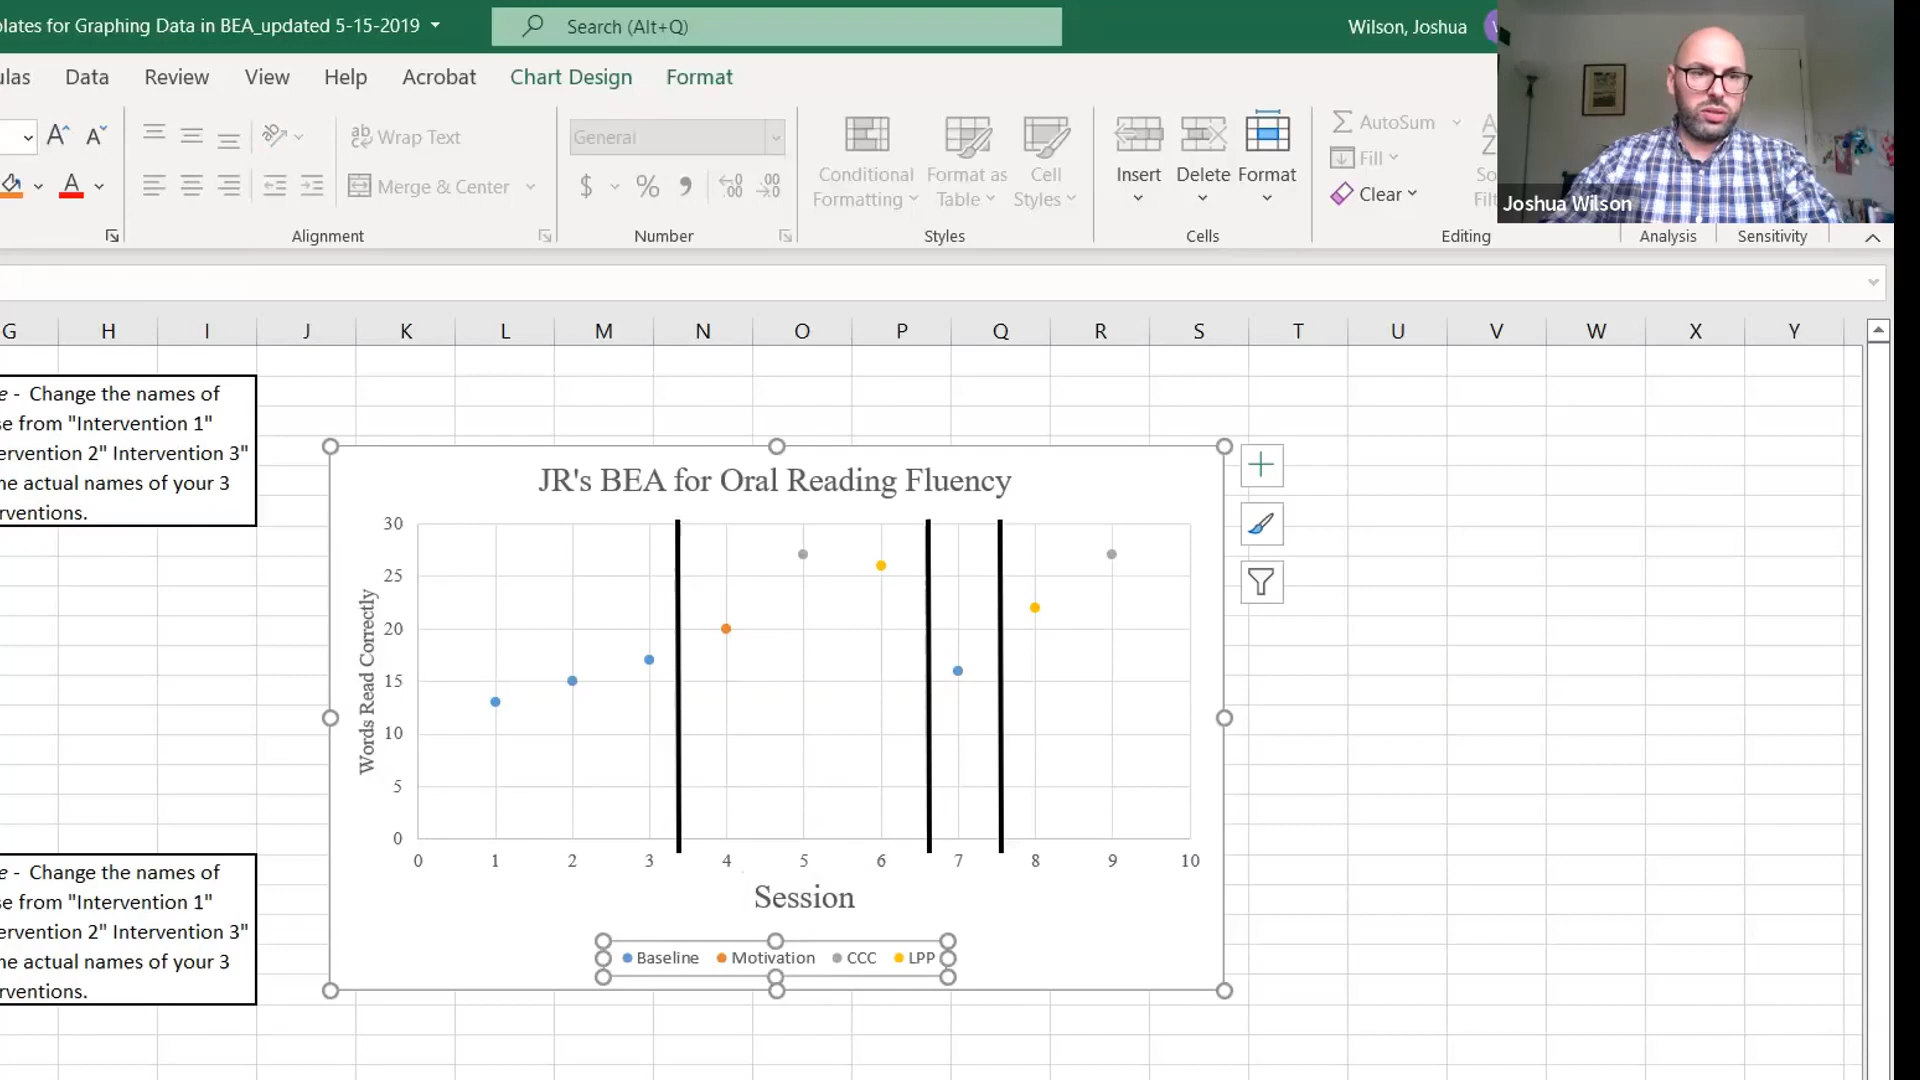 plates for Graphing Data in BEA_updated 5-15-2019
Search (Alt+Q)
Wilson, Joshua
ulas Data Review View Help Acrobat Chart Design Format
Wrap Text
General
AutoSum
Fill
Clear
Merge & Center
$ % 9
Conditional Formatting
Format as Table
Cell Styles
Insert Delete Format
So
Filt
Joshua Wilson
Alignment Number Styles Cells Editing Analysis Sensitivity
G H I J K L M N O P Q R S T U V W X Y
e - Change the names of
se from "Intervention 1"
ervention 2" Intervention 3"
he actual names of your 3
rventions.
JR's BEA for Oral Reading Fluency
30
25
20
15
10
5
0
Words Read Correctly
0 1 2 3 4 5 6 7 8 9 10
Session
Baseline Motivation CCC LPP
e - Change the names of
se from "Intervention 1"
ervention 2" Intervention 3"
he actual names of your 3
rventions.